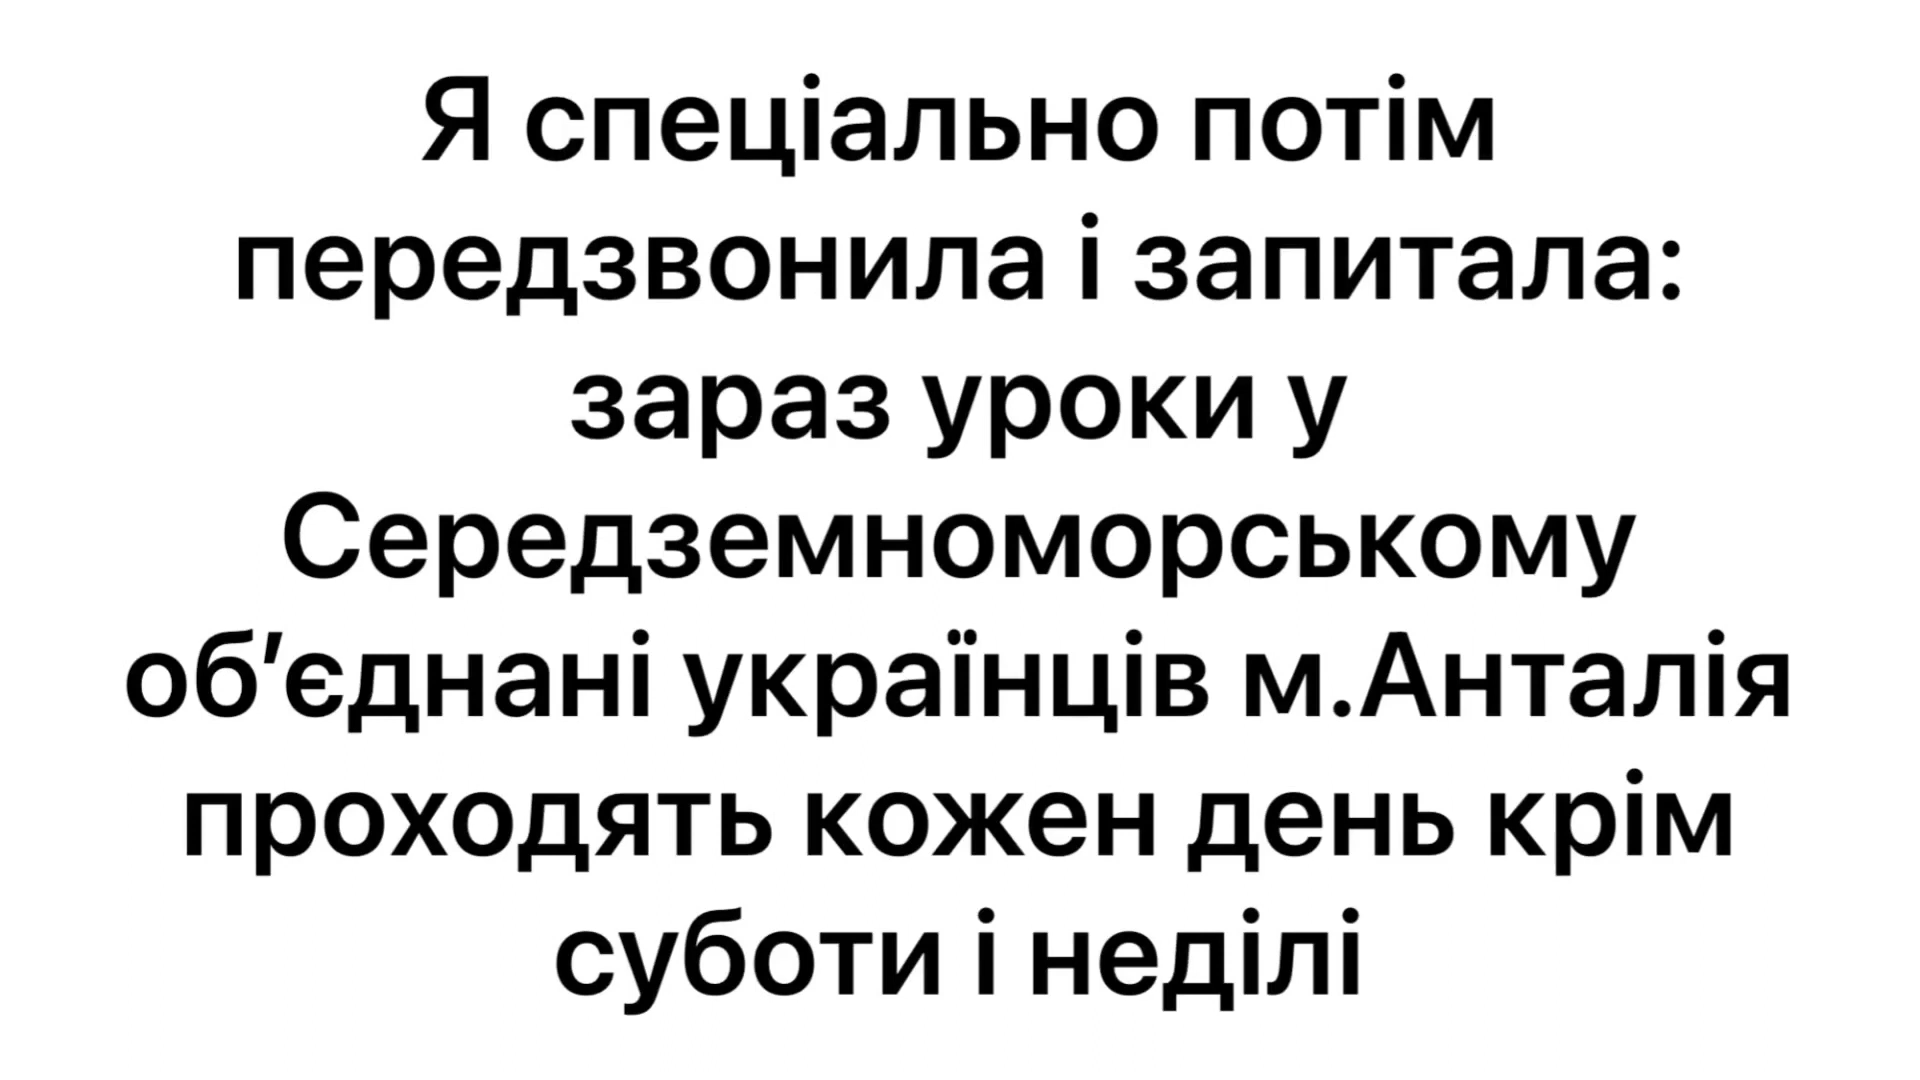 Я спеціально потім
передзвонила і запитала:
зараз уроки у
Середземноморському
об’єднані українців м.Анталія
проходять кожен день крім
суботи і неділі